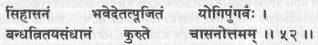 सिंहासनं भवेदेतत्पूजितं योगिपुंगवैः ।
बन्धत्रितयसंधानं कुरुते चासनोत्तमम् ॥ ५२ ॥